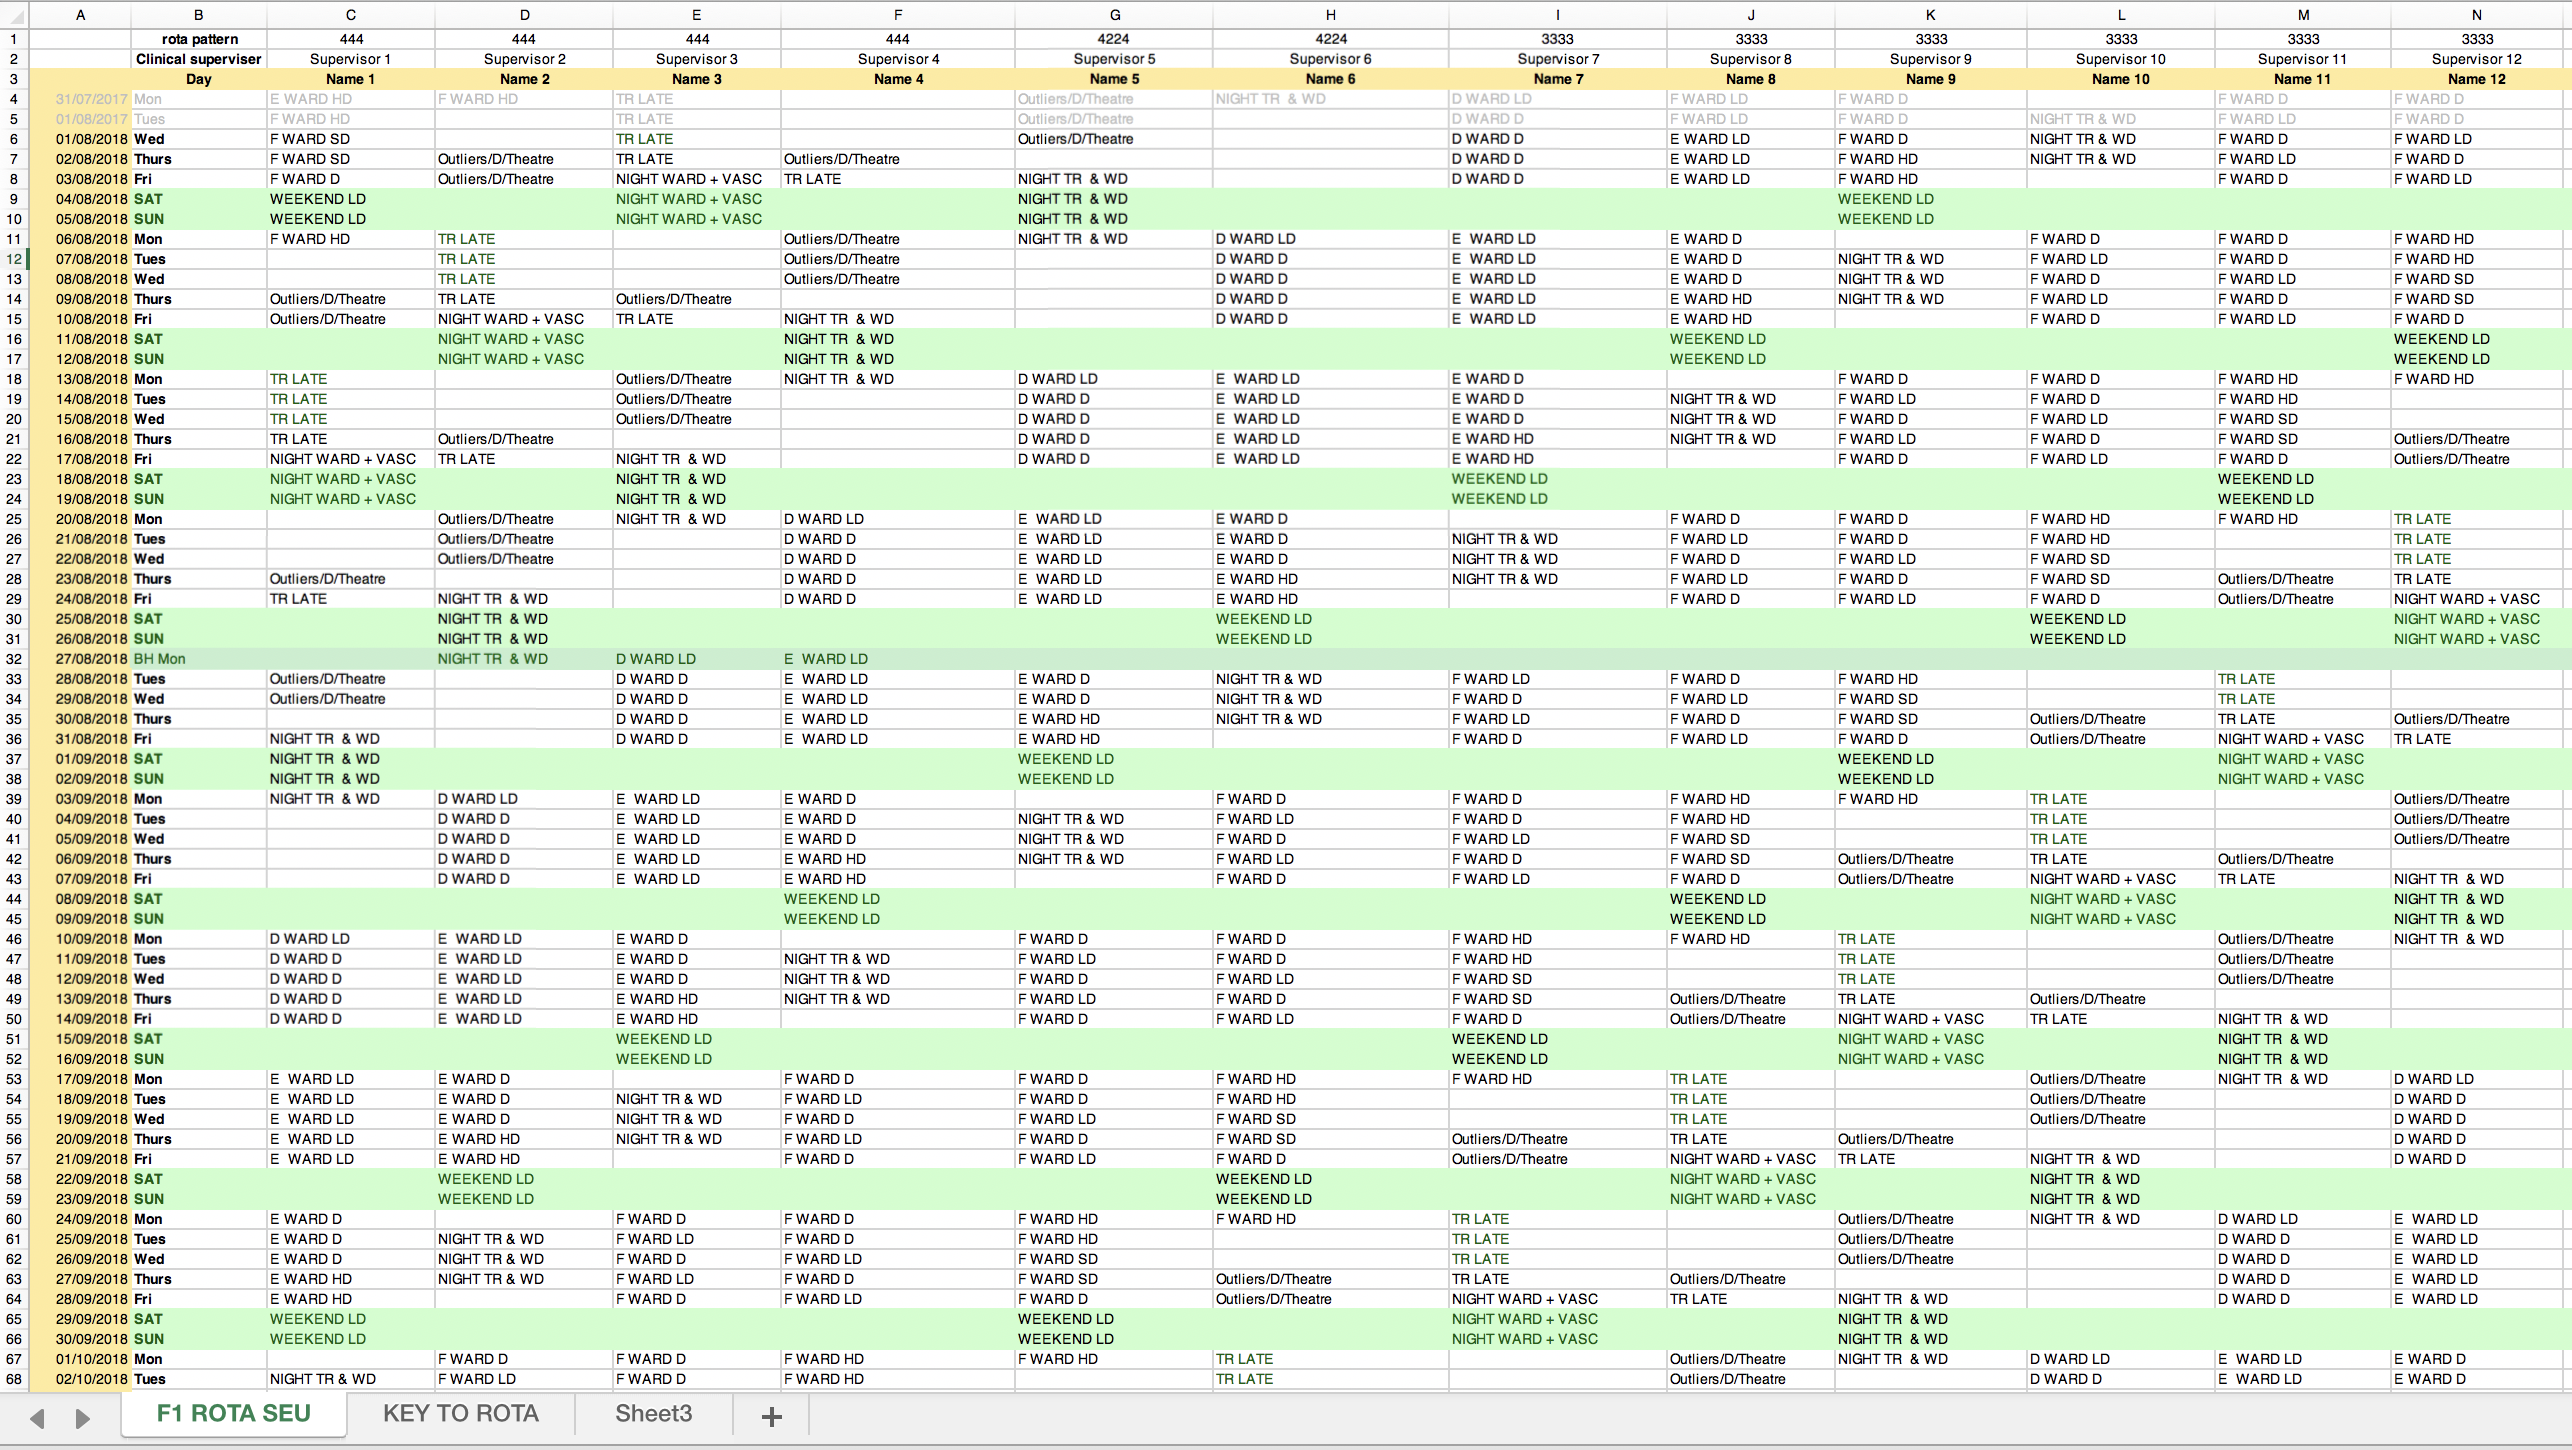 A B C D E F G H I J K L M N
1 rota pattern 444 444 444 444 4224 4224 3333 3333 3333 3333 3333 3333
2 Clinical superviser Supervisor 1 Supervisor 2 Supervisor 3 Supervisor 4 Supervisor 5 Supervisor 6 Supervisor 7 Supervisor 8 Supervisor 9 Supervisor 10 Supervisor 11 Supervisor 12
3 Day Name 1 Name 2 Name 3 Name 4 Name 5 Name 6 Name 7 Name 8 Name 9 Name 10 Name 11 Name 12
4 31/07/2017 Mon E WARD HD F WARD HD TR LATE Outliers/D/Theatre NIGHT TR & WD D WARD LD F WARD LD F WARD D F WARD D F WARD D
5 01/08/2017 Tues F WARD HD TR LATE Outliers/D/Theatre D WARD D F WARD LD F WARD D NIGHT TR & WD F WARD LD F WARD D
6 01/08/2018 Wed F WARD SD TR LATE Outliers/D/Theatre D WARD D E WARD LD F WARD D NIGHT TR & WD F WARD D F WARD LD
7 02/08/2018 Thurs F WARD SD Outliers/D/Theatre TR LATE Outliers/D/Theatre D WARD D E WARD LD F WARD HD NIGHT TR & WD F WARD LD F WARD D
8 03/08/2018 Fri F WARD D Outliers/D/Theatre NIGHT WARD + VASC TR LATE NIGHT TR & WD D WARD D E WARD LD F WARD HD F WARD D F WARD LD
9 04/08/2018 SAT WEEKEND LD NIGHT WARD + VASC NIGHT TR & WD WEEKEND LD
10 05/08/2018 SUN WEEKEND LD NIGHT WARD + VASC NIGHT TR & WD WEEKEND LD
11 06/08/2018 Mon F WARD HD TR LATE Outliers/D/Theatre NIGHT TR & WD D WARD LD E WARD LD E WARD D F WARD D F WARD D F WARD HD
12 07/08/2018 Tues TR LATE Outliers/D/Theatre D WARD D E WARD LD E WARD D NIGHT TR & WD F WARD LD F WARD D F WARD HD
13 08/08/2018 Wed TR LATE Outliers/D/Theatre D WARD D E WARD LD E WARD D NIGHT TR & WD F WARD D F WARD LD F WARD SD
14 09/08/2018 Thurs Outliers/D/Theatre TR LATE Outliers/D/Theatre D WARD D E WARD LD E WARD HD NIGHT TR & WD F WARD LD F WARD D F WARD SD
15 10/08/2018 Fri Outliers/D/Theatre NIGHT WARD + VASC TR LATE NIGHT TR & WD D WARD D E WARD LD E WARD HD F WARD D F WARD LD F WARD D
16 11/08/2018 SAT NIGHT WARD + VASC NIGHT TR & WD WEEKEND LD WEEKEND LD
17 12/08/2018 SUN NIGHT WARD + VASC NIGHT TR & WD WEEKEND LD WEEKEND LD
18 13/08/2018 Mon TR LATE Outliers/D/Theatre NIGHT TR & WD D WARD LD E WARD LD E WARD D F WARD D F WARD D F WARD HD F WARD HD
19 14/08/2018 Tues TR LATE Outliers/D/Theatre D WARD D E WARD LD E WARD D NIGHT TR & WD F WARD LD F WARD D F WARD HD
20 15/08/2018 Wed TR LATE Outliers/D/Theatre D WARD D E WARD LD E WARD D NIGHT TR & WD F WARD D F WARD LD F WARD SD
21 16/08/2018 Thurs TR LATE Outliers/D/Theatre D WARD D E WARD LD E WARD HD NIGHT TR & WD F WARD LD F WARD D F WARD SD Outliers/D/Theatre
22 17/08/2018 Fri NIGHT WARD + VASC TR LATE NIGHT TR & WD D WARD D E WARD LD E WARD HD F WARD D F WARD LD F WARD D Outliers/D/Theatre
23 18/08/2018 SAT NIGHT WARD + VASC NIGHT TR & WD WEEKEND LD WEEKEND LD
24 19/08/2018 SUN NIGHT WARD + VASC NIGHT TR & WD WEEKEND LD WEEKEND LD
25 20/08/2018 Mon Outliers/D/Theatre NIGHT TR & WD D WARD LD E WARD LD E WARD D F WARD D F WARD D F WARD HD F WARD HD TR LATE
26 21/08/2018 Tues Outliers/D/Theatre D WARD D E WARD LD E WARD D NIGHT TR & WD F WARD LD F WARD D F WARD HD TR LATE
27 22/08/2018 Wed Outliers/D/Theatre D WARD D E WARD LD E WARD D NIGHT TR & WD F WARD D F WARD LD F WARD SD TR LATE
28 23/08/2018 Thurs Outliers/D/Theatre D WARD D E WARD LD E WARD HD NIGHT TR & WD F WARD LD F WARD D F WARD SD Outliers/D/Theatre TR LATE
29 24/08/2018 Fri TR LATE NIGHT TR & WD D WARD D E WARD LD E WARD HD F WARD D F WARD LD F WARD D Outliers/D/Theatre NIGHT WARD + VASC
30 25/08/2018 SAT NIGHT TR & WD WEEKEND LD WEEKEND LD NIGHT WARD + VASC
31 26/08/2018 SUN NIGHT TR & WD WEEKEND LD WEEKEND LD NIGHT WARD + VASC
32 27/08/2018 BH Mon NIGHT TR & WD D WARD LD E WARD LD
33 28/08/2018 Tues Outliers/D/Theatre D WARD D E WARD LD E WARD D NIGHT TR & WD F WARD LD F WARD D F WARD HD TR LATE
34 29/08/2018 Wed Outliers/D/Theatre D WARD D E WARD LD E WARD D NIGHT TR & WD F WARD D F WARD LD F WARD SD TR LATE
35 30/08/2018 Thurs D WARD D E WARD LD E WARD HD NIGHT TR & WD F WARD LD F WARD D F WARD SD Outliers/D/Theatre TR LATE Outliers/D/Theatre
36 31/08/2018 Fri NIGHT TR & WD D WARD D E WARD LD E WARD HD F WARD D F WARD LD F WARD D Outliers/D/Theatre NIGHT WARD + VASC TR LATE
37 01/09/2018 SAT NIGHT TR & WD WEEKEND LD WEEKEND LD NIGHT WARD + VASC
38 02/09/2018 SUN NIGHT TR & WD WEEKEND LD WEEKEND LD NIGHT WARD + VASC
39 03/09/2018 Mon NIGHT TR & WD D WARD LD E WARD LD E WARD D F WARD D F WARD D F WARD HD F WARD HD TR LATE Outliers/D/Theatre
40 04/09/2018 Tues D WARD D E WARD LD E WARD D NIGHT TR & WD F WARD LD F WARD D F WARD HD TR LATE Outliers/D/Theatre
41 05/09/2018 Wed D WARD D E WARD LD E WARD D NIGHT TR & WD F WARD D F WARD LD F WARD SD TR LATE Outliers/D/Theatre
42 06/09/2018 Thurs D WARD D E WARD LD E WARD HD NIGHT TR & WD F WARD LD F WARD D F WARD SD Outliers/D/Theatre TR LATE Outliers/D/Theatre
43 07/09/2018 Fri D WARD D E WARD LD E WARD HD F WARD D F WARD LD F WARD D Outliers/D/Theatre NIGHT WARD + VASC TR LATE NIGHT TR & WD
44 08/09/2018 SAT WEEKEND LD WEEKEND LD NIGHT WARD + VASC NIGHT TR & WD
45 09/09/2018 SUN WEEKEND LD WEEKEND LD NIGHT WARD + VASC NIGHT TR & WD
46 10/09/2018 Mon D WARD LD E WARD LD E WARD D F WARD D F WARD D F WARD HD F WARD HD TR LATE Outliers/D/Theatre NIGHT TR & WD
47 11/09/2018 Tues D WARD D E WARD LD E WARD D NIGHT TR & WD F WARD LD F WARD D F WARD HD TR LATE Outliers/D/Theatre
48 12/09/2018 Wed D WARD D E WARD LD E WARD D NIGHT TR & WD F WARD D F WARD LD F WARD SD TR LATE Outliers/D/Theatre
49 13/09/2018 Thurs D WARD D E WARD LD E WARD HD NIGHT TR & WD F WARD LD F WARD D F WARD SD Outliers/D/Theatre TR LATE Outliers/D/Theatre
50 14/09/2018 Fri D WARD D E WARD LD E WARD HD F WARD D F WARD LD F WARD D Outliers/D/Theatre NIGHT WARD + VASC TR LATE NIGHT TR & WD
51 15/09/2018 SAT WEEKEND LD WEEKEND LD NIGHT WARD + VASC NIGHT TR & WD
52 16/09/2018 SUN WEEKEND LD WEEKEND LD NIGHT WARD + VASC NIGHT TR & WD
53 17/09/2018 Mon E WARD LD E WARD D F WARD D F WARD D F WARD HD F WARD HD TR LATE Outliers/D/Theatre NIGHT TR & WD D WARD LD
54 18/09/2018 Tues E WARD LD E WARD D NIGHT TR & WD F WARD LD F WARD D F WARD HD TR LATE Outliers/D/Theatre D WARD D
55 19/09/2018 Wed E WARD LD E WARD D NIGHT TR & WD F WARD D F WARD LD F WARD SD TR LATE Outliers/D/Theatre D WARD D
56 20/09/2018 Thurs E WARD LD E WARD HD NIGHT TR & WD F WARD LD F WARD D F WARD SD Outliers/D/Theatre TR LATE Outliers/D/Theatre D WARD D
57 21/09/2018 Fri E WARD LD E WARD HD F WARD D F WARD LD F WARD D Outliers/D/Theatre NIGHT WARD + VASC TR LATE NIGHT TR & WD D WARD D
58 22/09/2018 SAT WEEKEND LD WEEKEND LD NIGHT WARD + VASC NIGHT TR & WD
59 23/09/2018 SUN WEEKEND LD WEEKEND LD NIGHT WARD + VASC NIGHT TR & WD
60 24/09/2018 Mon E WARD D F WARD D F WARD D F WARD HD F WARD HD TR LATE Outliers/D/Theatre NIGHT TR & WD D WARD LD E WARD LD
61 25/09/2018 Tues E WARD D NIGHT TR & WD F WARD LD F WARD D F WARD HD TR LATE Outliers/D/Theatre D WARD D E WARD LD
62 26/09/2018 Wed E WARD D NIGHT TR & WD F WARD D F WARD LD F WARD SD TR LATE Outliers/D/Theatre D WARD D E WARD LD
63 27/09/2018 Thurs E WARD HD NIGHT TR & WD F WARD LD F WARD D F WARD SD Outliers/D/Theatre TR LATE Outliers/D/Theatre D WARD D E WARD LD
64 28/09/2018 Fri E WARD HD F WARD D F WARD LD F WARD D Outliers/D/Theatre NIGHT WARD + VASC TR LATE NIGHT TR & WD D WARD D E WARD LD
65 29/09/2018 SAT WEEKEND LD WEEKEND LD NIGHT WARD + VASC NIGHT TR & WD
66 30/09/2018 SUN WEEKEND LD WEEKEND LD NIGHT WARD + VASC NIGHT TR & WD
67 01/10/2018 Mon F WARD D F WARD D F WARD HD F WARD HD TR LATE Outliers/D/Theatre NIGHT TR & WD D WARD LD E WARD LD E WARD D
68 02/10/2018 Tues NIGHT TR & WD F WARD LD F WARD D F WARD HD TR LATE Outliers/D/Theatre D WARD D E WARD LD E WARD D
F1 ROTA SEU KEY TO ROTA Sheet3 +